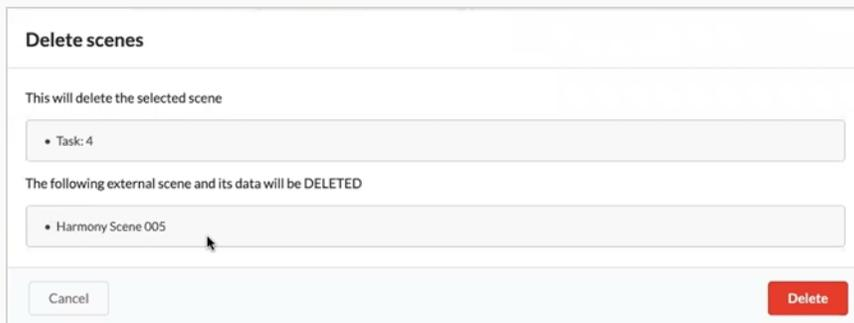 Delete scenes
This will delete the selected scene
• Task: 4
The following external scene and its data will be DELETED
• Harmony Scene 005
Cancel
Delete